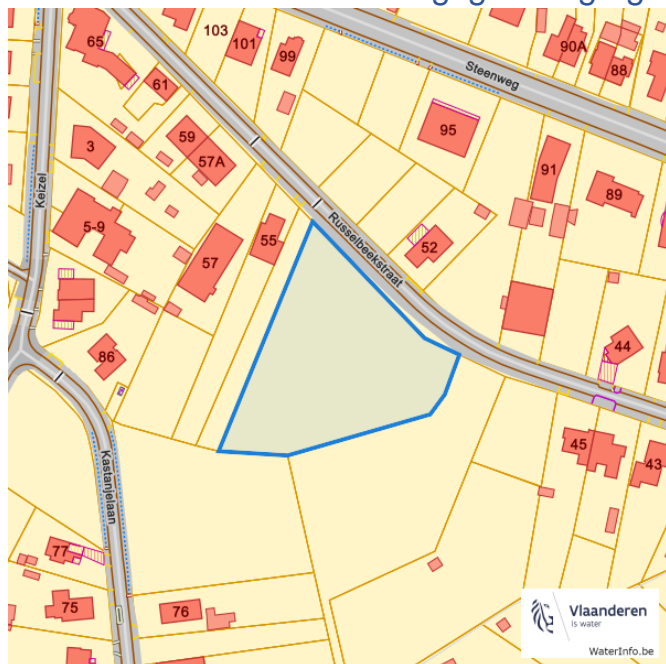 65
103
101
99
90A
88
Steenweg
61
59
57A
95
3
91
89
Keizel
5-9
57
55
Russelbeekstraat
52
86
44
45
43
Kastanjelaan
77
75
76
Vlaanderen
is water
WaterInfo.be